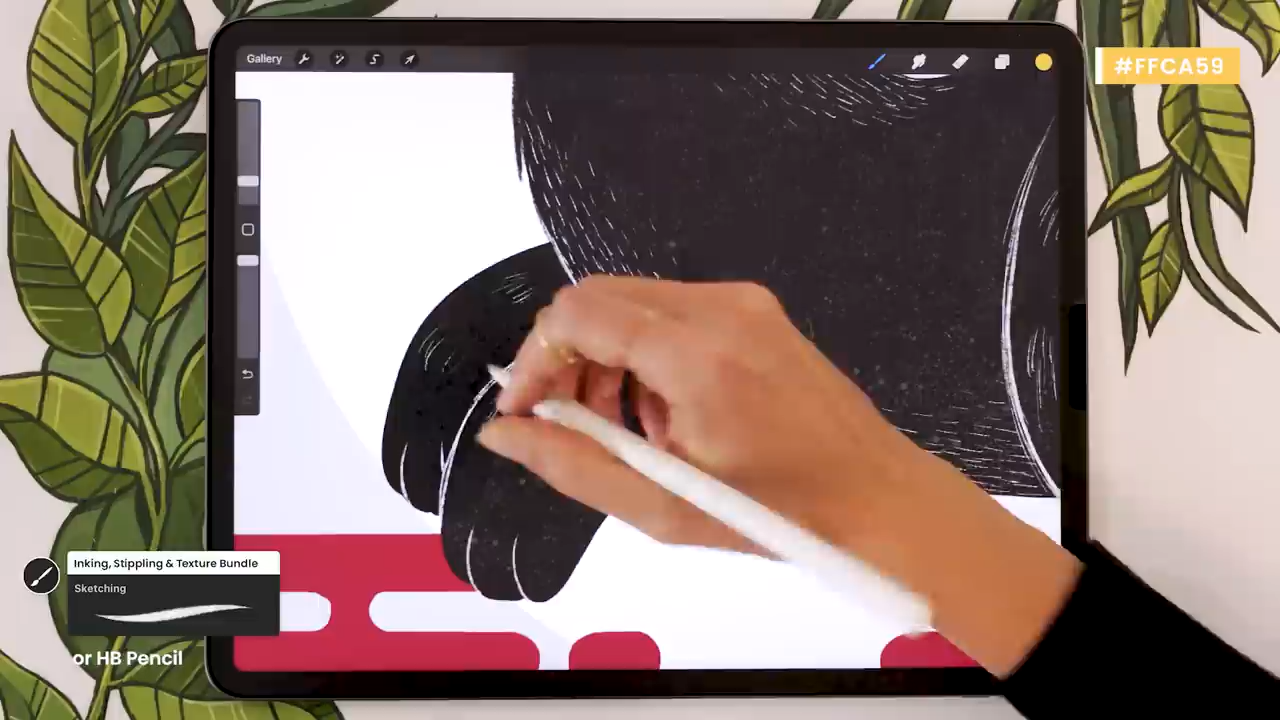 Gallery
#FFCA59
Inking, Stippling & Texture Bundle
Sketching
or HB Pencil